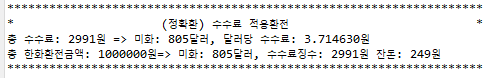 ************************************************************
*                    (정확환) 수수료 적용환전                    *
총 수수료: 2991원 => 미화: 805달러, 달러당 수수료: 3.714630원
총 한화환전금액: 1000000원=> 미화: 805달러, 수수료징수: 2991원 잔돈: 249원
************************************************************